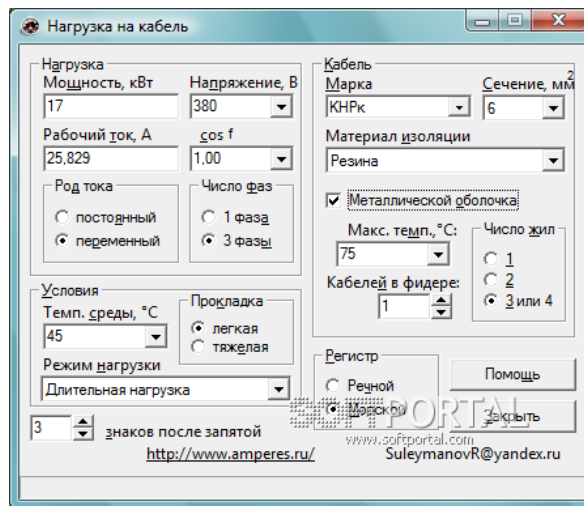 Нагрузка на кабель
Нагрузка
Мощность, кВт
Напряжение, В
17
380
Рабочий ток, А
cos f
25,829
1,00
Род тока
постоянный
переменный
Число фаз
1 фаза
3 фазы
Условия
Темп. среды, °С
45
Прокладка
легкая
тяжелая
Режим нагрузки
Длительная нагрузка
3
знаков после запятой
Кабель
Марка
Сечение, мм2
КНРк
6
Материал изоляции
Резина
Металлической оболочка
Макс. темп.,°С:
75
Кабелей в фидере:
1
Число жил
1
2
3 или 4
Регистр
Речной
Морской
Помощь
Закрыть
SOFTPORTAL
www.softportal.com
http://www.amperes.ru/
SuleymanovR@yandex.ru